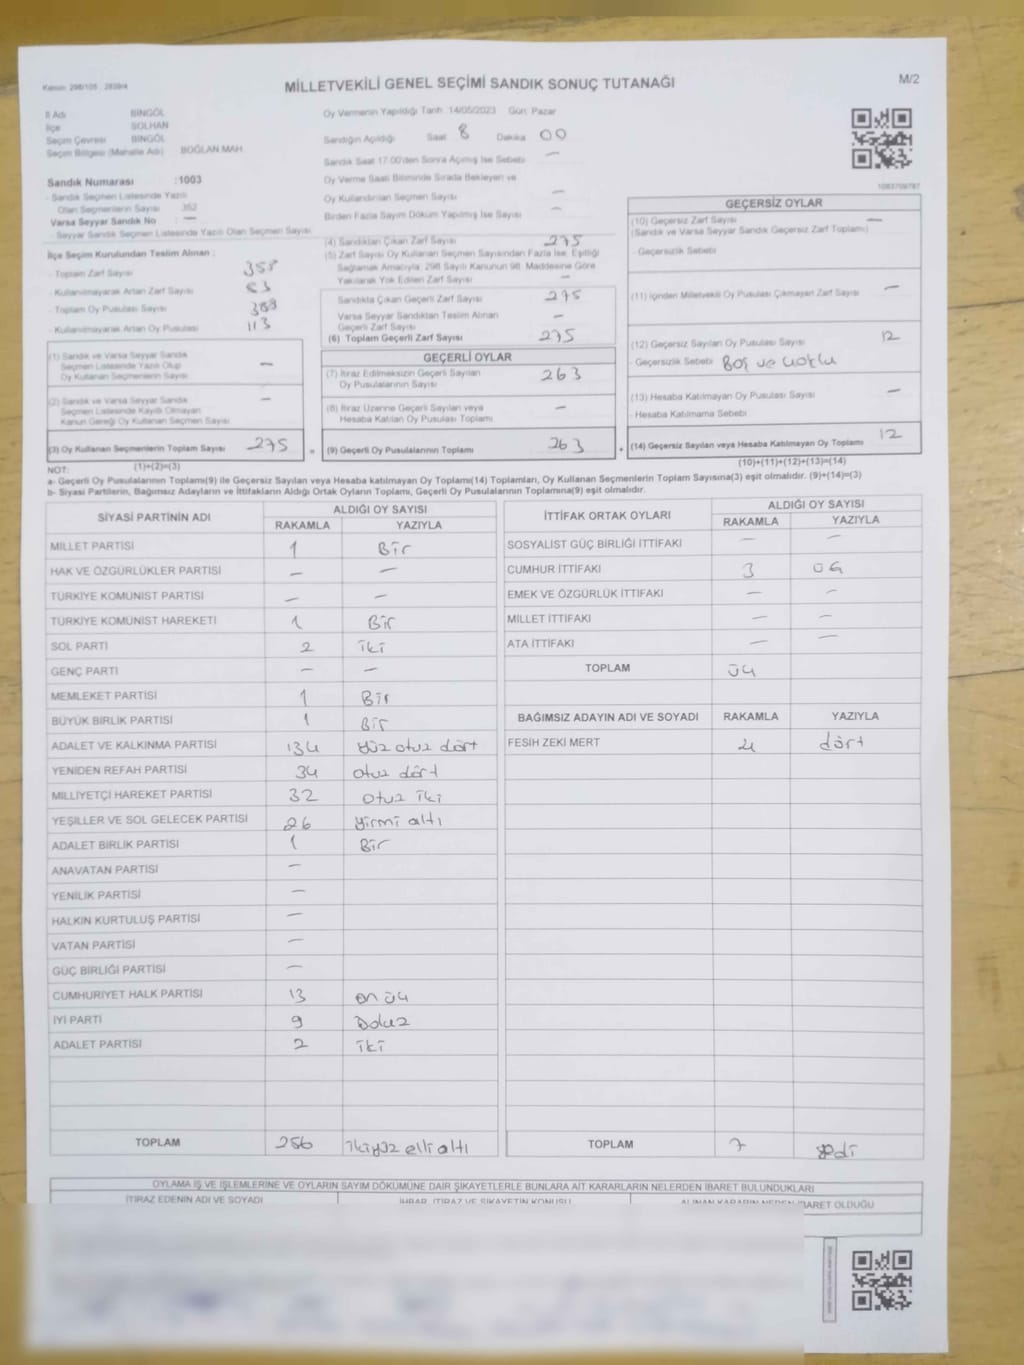 MİLLETVEKİLİ GENEL SEÇİMİ SANDIK SONUÇ TUTANAĞI
M/2
İl Adı BİNGÖL
İlçe SOLHAN
Seçim Çevresi BİNGÖL
Seçim Bölgesi (Mahalle Adı) BOĞLAN MAH.
Oy Vermenin Yapıldığı Tarih: 14/05/2023 Gün: Pazar
Sandığın Açıldığı Saat 8 Dakika 00
Sandık Saat 17:00'den Sonra Açılmış İse Sebebi —
Oy Verme Saati Bitiminde Sırada Bekleyen ve
Oy Kullandırılan Seçmen Sayısı —
Birden Fazla Sayım Döküm Yapılmış İse Sayısı —
Sandık Numarası :1003
- Sandık Seçmen Listesinde Yazılı
Olan Seçmenlerin Sayısı 352
Varsa Seyyar Sandık No : —
- Seyyar Sandık Seçmen Listesinde Yazılı Olan Seçmen Sayısı:
İlçe Seçim Kurulundan Teslim Alınan :
- Toplam Zarf Sayısı 358
- Kullanılmayarak Artan Zarf Sayısı 83
- Toplam Oy Pusulası Sayısı 388
- Kullanılmayarak Artan Oy Pusulası 113
(1) Sandık ve Varsa Seyyar Sandık
Seçmen Listesinde Yazılı Olup
Oy Kullanan Seçmenlerin Sayısı —
(2) Sandık ve Varsa Seyyar Sandık
Seçmen Listesinde Kayıtlı Olmayan
Kanun Gereği Oy Kullanan Seçmen Sayısı —
(3) Oy Kullanan Seçmenlerin Toplam Sayısı 275
(1)+(2)=(3)
(4) Sandıktan Çıkan Zarf Sayısı 275
(5) Zarf Sayısı Oy Kullanan Seçmen Sayısından Fazla İse, Eşitliği
Sağlamak Amacıyla, 298 Sayılı Kanunun 98. Maddesine Göre
Yakılarak Yok Edilen Zarf Sayısı —
Sandıkta Çıkan Geçerli Zarf Sayısı 275
Varsa Seyyar Sandıktan Teslim Alınan
Geçerli Zarf Sayısı —
(6) Toplam Geçerli Zarf Sayısı 275
GEÇERLİ OYLAR
(7) İtiraz Edilmeksizin Geçerli Sayılan
Oy Pusulalarının Sayısı 263
(8) İtiraz Üzerine Geçerli Sayılan veya
Hesaba Katılan Oy Pusulası Toplamı —
= (9) Geçerli Oy Pusulalarının Toplamı 263
1083709787
GEÇERSİZ OYLAR
(10) Geçersiz Zarf Sayısı —
(Sandık ve Varsa Seyyar Sandık Geçersiz Zarf Toplamı)
- Geçersizlik Sebebi
(11) İçinden Milletvekili Oy Pusulası Çıkmayan Zarf Sayısı —
(12) Geçersiz Sayılan Oy Pusulası Sayısı 12
- Geçersizlik Sebebi Boş ve
(13) Hesaba Katılmayan Oy Pusulası Sayısı —
- Hesaba Katılmama Sebebi
+ (14) Geçersiz Sayılan veya Hesaba Katılmayan Oy Toplamı 12
(10)+(11)+(12)+(13)=(14)
NOT:
a- Geçerli Oy Pusulalarının Toplamı(9) ile Geçersiz Sayılan veya Hesaba katılmayan Oy Toplamı(14) Toplamları, Oy Kullanan Seçmenlerin Toplam Sayısına(3) eşit olmalıdır. (9)+(14)=(3)
b- Siyasi Partilerin, Bağımsız Adayların ve İttifakların Aldığı Ortak Oyların Toplamı, Geçerli Oy Pusulalarının Toplamına(9) eşit olmalıdır.
SİYASİ PARTİNİN ADI ALDIĞI OY SAYISI
RAKAMLA YAZIYLA
MİLLET PARTİSİ 1 Bir
HAK VE ÖZGÜRLÜKLER PARTİSİ — —
TÜRKİYE KOMÜNİST PARTİSİ — —
TÜRKİYE KOMÜNİST HAREKETİ 1 Bir
SOL PARTİ 2 iki
GENÇ PARTİ — —
MEMLEKET PARTİSİ 1 Bir
BÜYÜK BİRLİK PARTİSİ 1 Bir
ADALET VE KALKINMA PARTİSİ 134 yüz otuz dört
YENİDEN REFAH PARTİSİ 34 otuz dört
MİLLİYETÇİ HAREKET PARTİSİ 32 otuz iki
YEŞİLLER VE SOL GELECEK PARTİSİ 26 yirmi altı
ADALET BİRLİK PARTİSİ 1 Bir
ANAVATAN PARTİSİ —
YENİLİK PARTİSİ —
HALKIN KURTULUŞ PARTİSİ —
VATAN PARTİSİ —
GÜÇ BİRLİĞİ PARTİSİ —
CUMHURİYET HALK PARTİSİ 13 on üç
İYİ PARTİ 9 Dokuz
ADALET PARTİSİ 2 iki
TOPLAM 256 ikiyüz elli altı
İTTİFAK ORTAK OYLARI ALDIĞI OY SAYISI
RAKAMLA YAZIYLA
SOSYALİST GÜÇ BİRLİĞİ İTTİFAKI — —
CUMHUR İTTİFAKI 3 üç
EMEK VE ÖZGÜRLÜK İTTİFAKI — —
MİLLET İTTİFAKI — —
ATA İTTİFAKI — —
TOPLAM üç
BAĞIMSIZ ADAYIN ADI VE SOYADI RAKAMLA YAZIYLA
FESİH ZEKİ MERT 4 dört
TOPLAM 7 yedi
OYLAMA İŞ VE İŞLEMLERİNE VE OYLARIN SAYIM DÖKÜMÜNE DAİR ŞİKAYETLERLE BUNLARA AİT KARARLARIN NELERDEN İBARET BULUNDUKLARI
İTİRAZ EDENİN ADI VE SOYADI İHBAR, İTİRAZ VE ŞİKAYETİN KONUSU ALINAN KARARIN NEDEN İBARET OLDUĞU